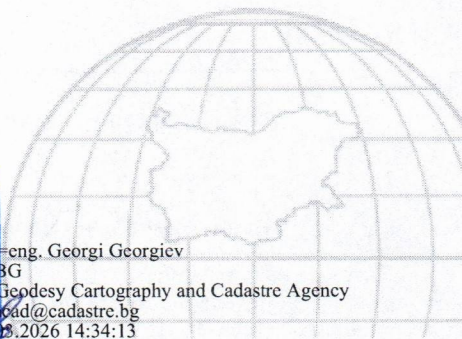 =eng. Georgi Georgiev
BG
Geodesy Cartography and Cadastre Agency
cad@cadastre.bg
.2026 14:34:13